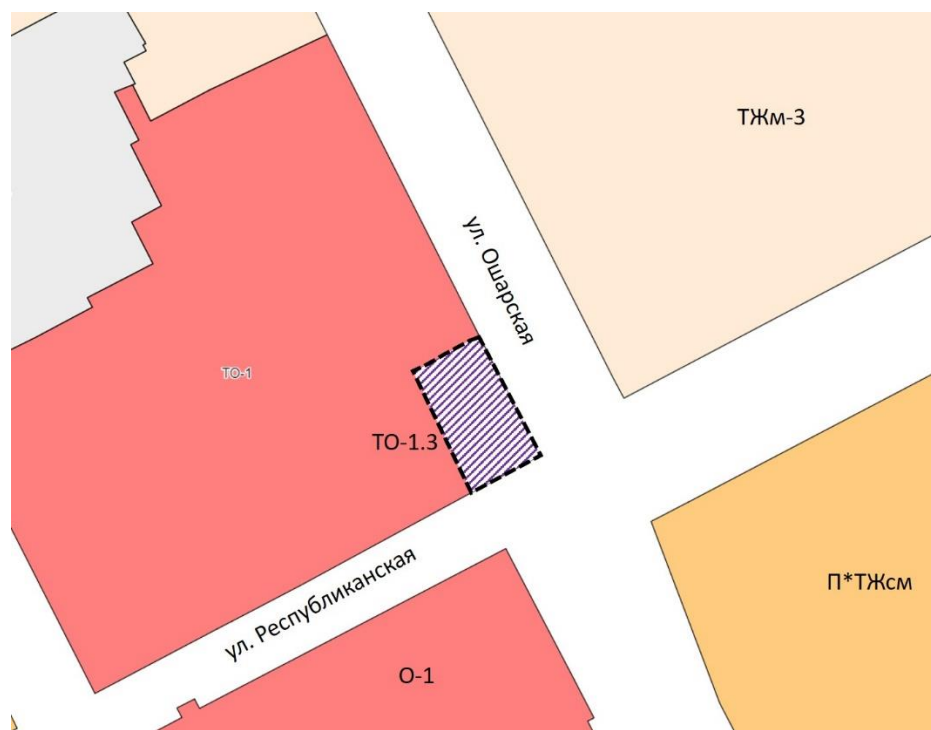 ТЖм-3
ул. Ошарская
ТО-1
ТО-1.3
ул. Республиканская
П*ТЖсм
О-1